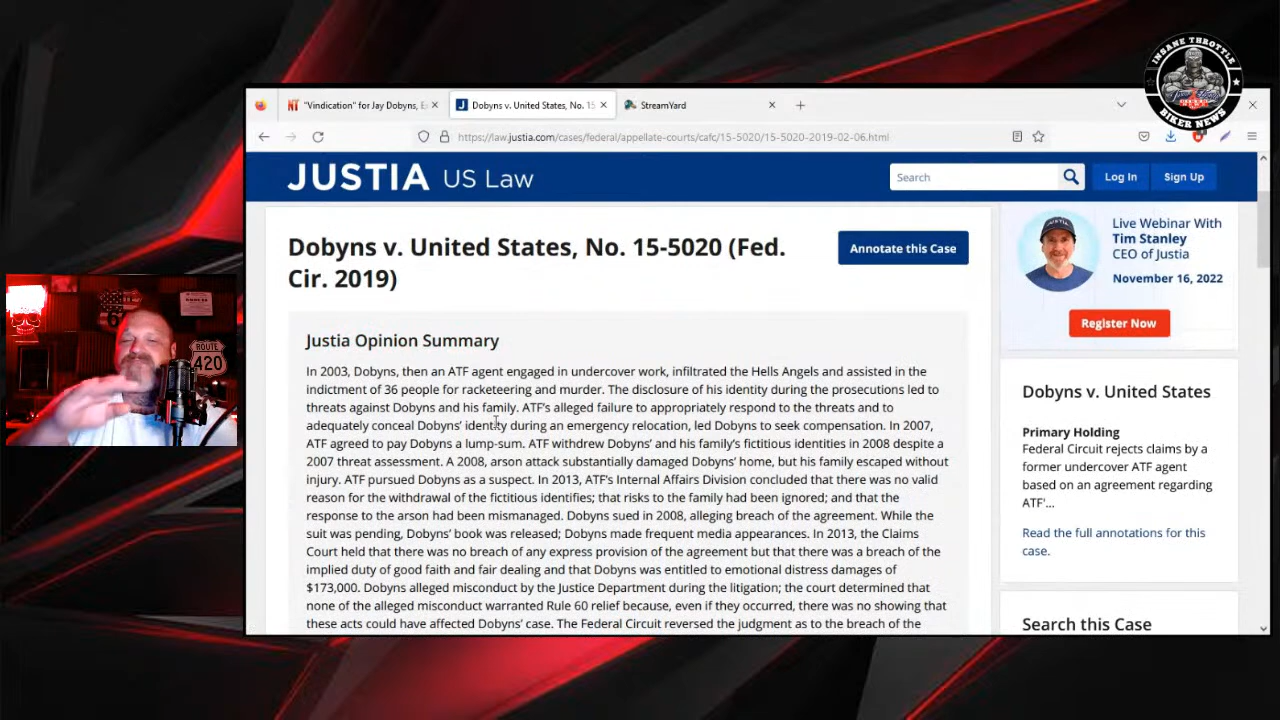 INSANE THROTTLE
BIKER NEWS
"Vindication" for Jay Dobyns, E
Dobyns v. United States, No. 15
StreamYard
https://law.justia.com/cases/federal/appellate-courts/cafc/15-5020/15-5020-2019-02-06.html
JUSTIA US Law
Search
Log In
Sign Up
Dobyns v. United States, No. 15-5020 (Fed.
Cir. 2019)
Annotate this Case
Justia Opinion Summary
In 2003, Dobyns, then an ATF agent engaged in undercover work, infiltrated the Hells Angels and assisted in the
indictment of 36 people for racketeering and murder. The disclosure of his identity during the prosecutions led to
threats against Dobyns and his family. ATF's alleged failure to appropriately respond to the threats and to
adequately conceal Dobyns' identity during an emergency relocation, led Dobyns to seek compensation. In 2007,
ATF agreed to pay Dobyns a lump-sum. ATF withdrew Dobyns' and his family's fictitious identities in 2008 despite a
2007 threat assessment. A 2008, arson attack substantially damaged Dobyns' home, but his family escaped without
injury. ATF pursued Dobyns as a suspect. In 2013, ATF's Internal Affairs Division concluded that there was no valid
reason for the withdrawal of the fictitious identifies; that risks to the family had been ignored; and that the
response to the arson had been mismanaged. Dobyns sued in 2008, alleging breach of the agreement. While the
suit was pending, Dobyns' book was released; Dobyns made frequent media appearances. In 2013, the Claims
Court held that there was no breach of any express provision of the agreement but that there was a breach of the
implied duty of good faith and fair dealing and that Dobyns was entitled to emotional distress damages of
$173,000. Dobyns alleged misconduct by the Justice Department during the litigation; the court determined that
none of the alleged misconduct warranted Rule 60 relief because, even if they occurred, there was no showing that
these acts could have affected Dobyns' case. The Federal Circuit reversed the judgment as to the breach of the
Live Webinar With
Tim Stanley
CEO of Justia
November 16, 2022
Register Now
Dobyns v. United States
Primary Holding
Federal Circuit rejects claims by a
former undercover ATF agent
based on an agreement regarding
ATF'...
Read the full annotations for this
case.
Search this Case
ROUTE
420